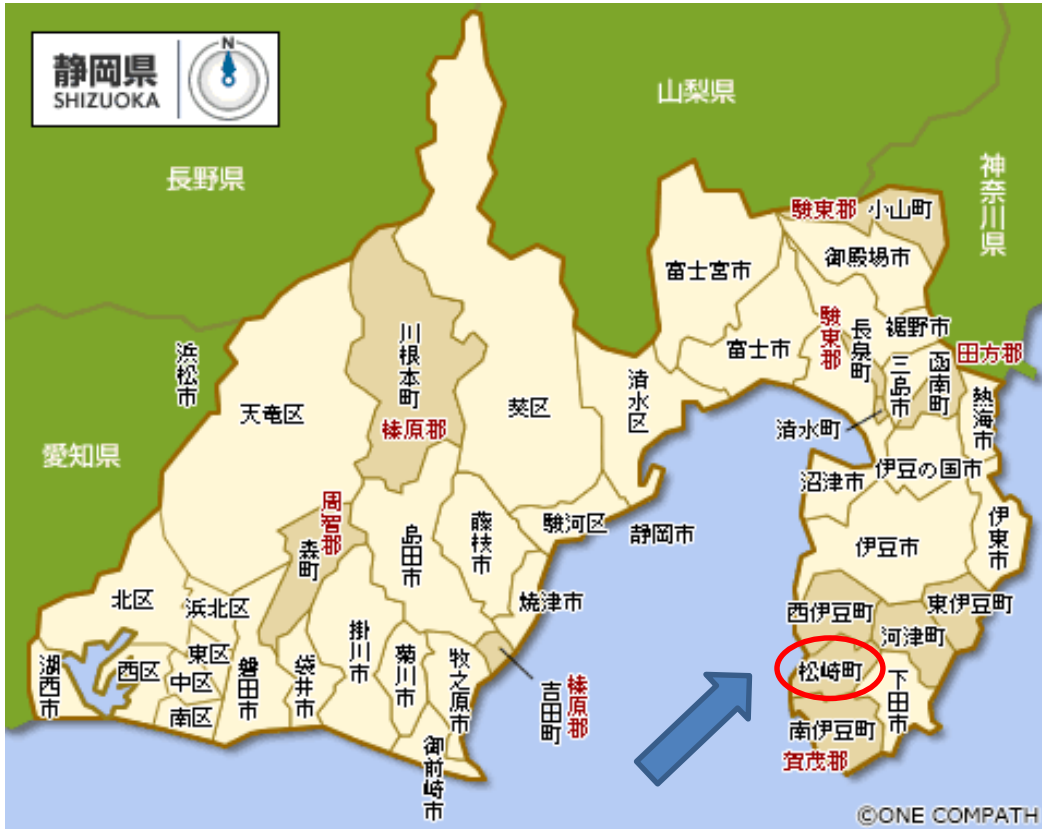 静岡県
SHIZUOKA
N
山梨県
長野県
神奈川県
愛知県
駿東郡
小山町
御殿場市
富士宮市
裾野市
駿東郡
長泉町
富士市
三島市
函南町
田方郡
熱海市
清水町
伊豆の国市
沼津市
伊豆市
伊東市
西伊豆町
東伊豆町
河津町
松崎町
下田市
南伊豆町
賀茂郡
浜松市
天竜区
川根本町
榛原郡
葵区
清水区
駿河区
静岡市
周智郡
森町
島田市
藤枝市
焼津市
北区
浜北区
湖西市
西区
東区
中区
南区
磐田市
袋井市
掛川市
菊川市
牧之原市
吉田町
榛原郡
御前崎市
©ONE COMPATH